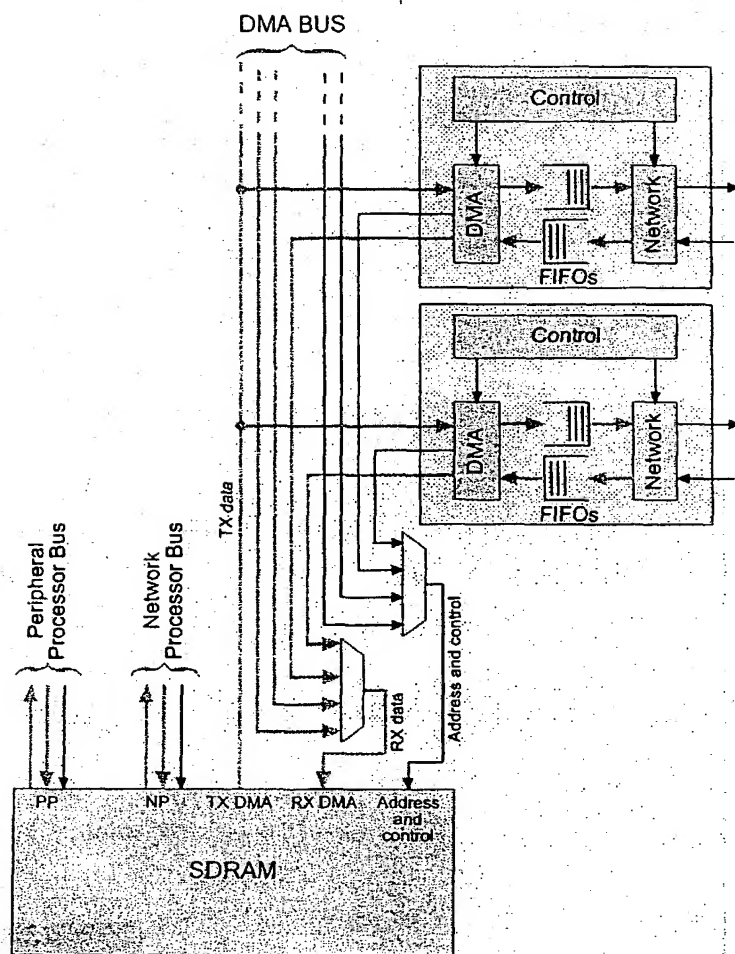 DMA BUS
Control
DMA
Network
FIFOs
Control
DMA
Network
FIFOs
TX data
Peripheral
Processor Bus
Network
Processor Bus
RX data
Address and control
PP
NP
TX DMA
RX DMA
Address
and
control
SDRAM